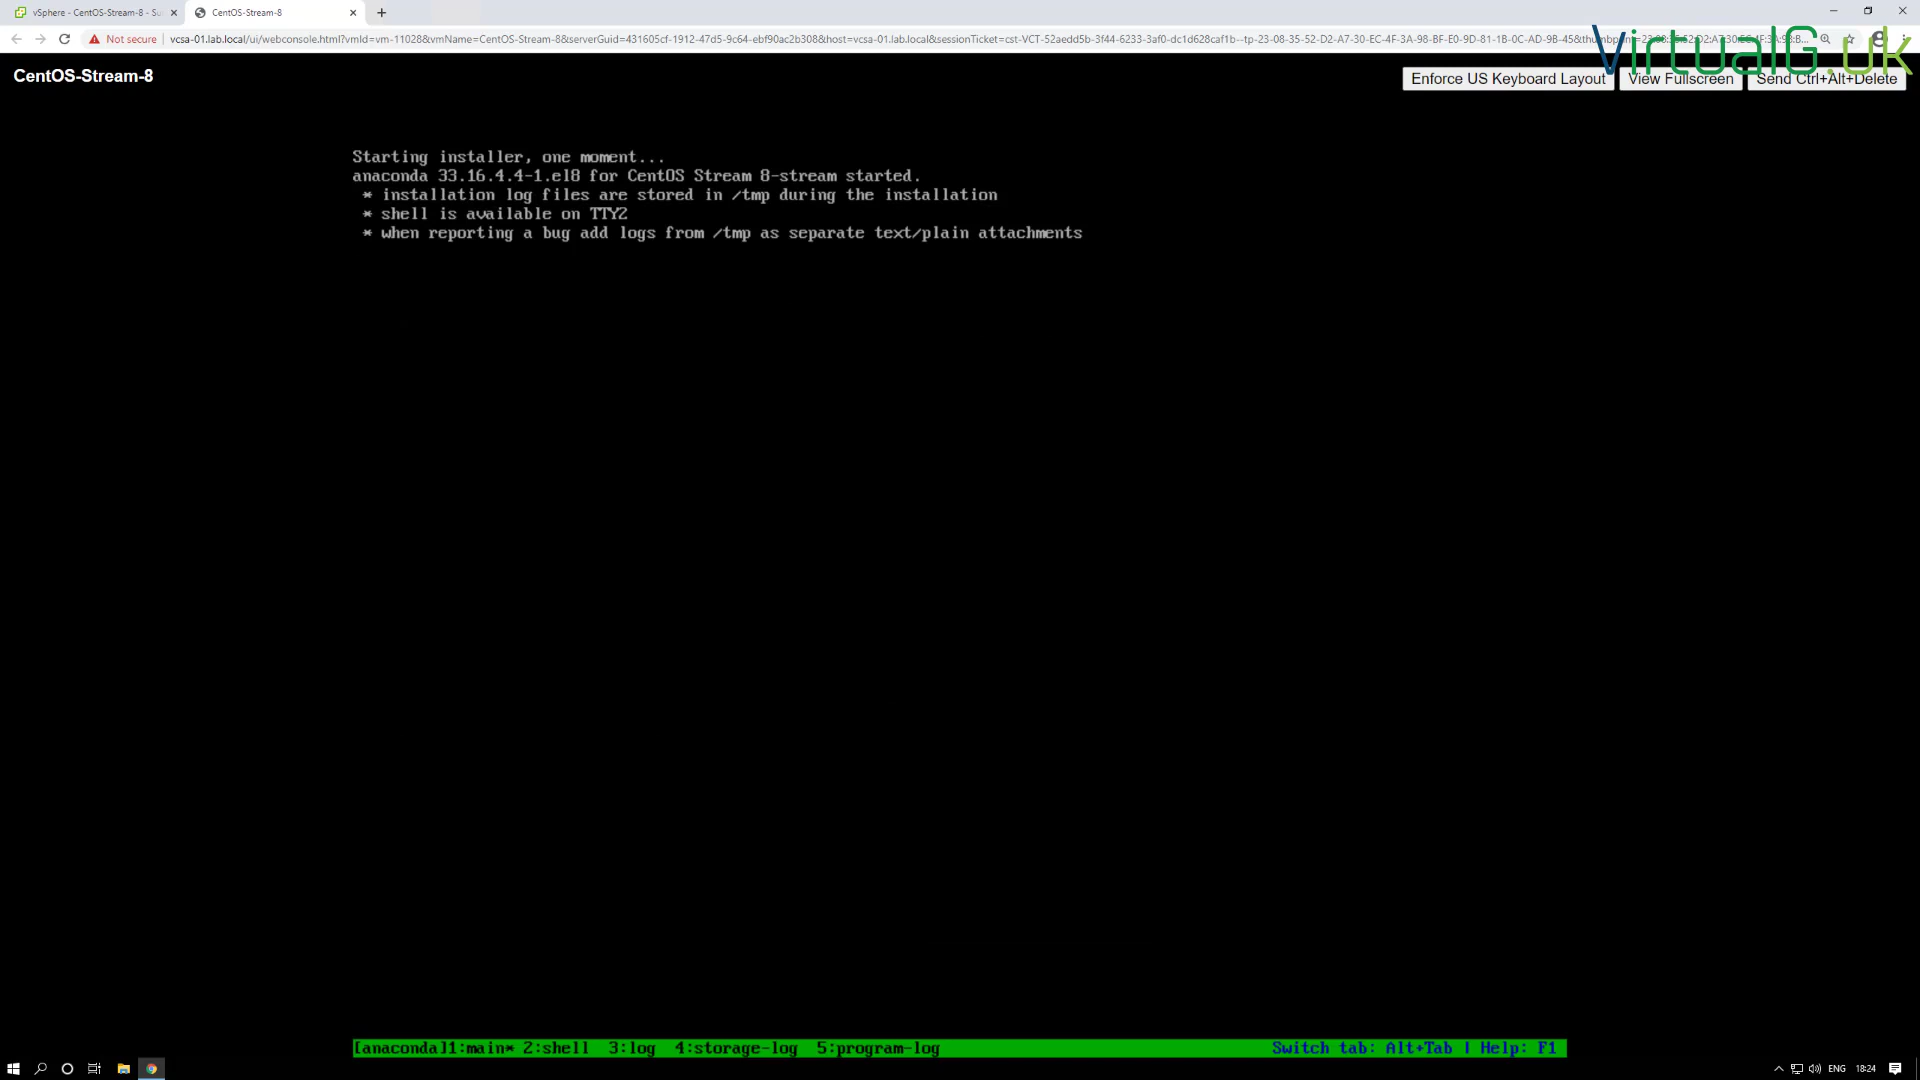 vSphere - CentOS-Stream-8 - Su
CentOS-Stream-8
Not secure
VirtualG.uk
CentOS-Stream-8
Enforce US Keyboard Layout
View Fullscreen
Send Ctrl+Alt+Delete
Starting installer, one moment...
anaconda 33.16.4.4-1.el8 for CentOS Stream 8-stream started.
* installation log files are stored in /tmp during the installation
* shell is available on TTY2
* when reporting a bug add logs from /tmp as separate text/plain attachments
[anaconda]1:main* 2:shell 3:log 4:storage-log 5:program-log
Switch tab: Alt+Tab | Help: F1
ENG
18:24